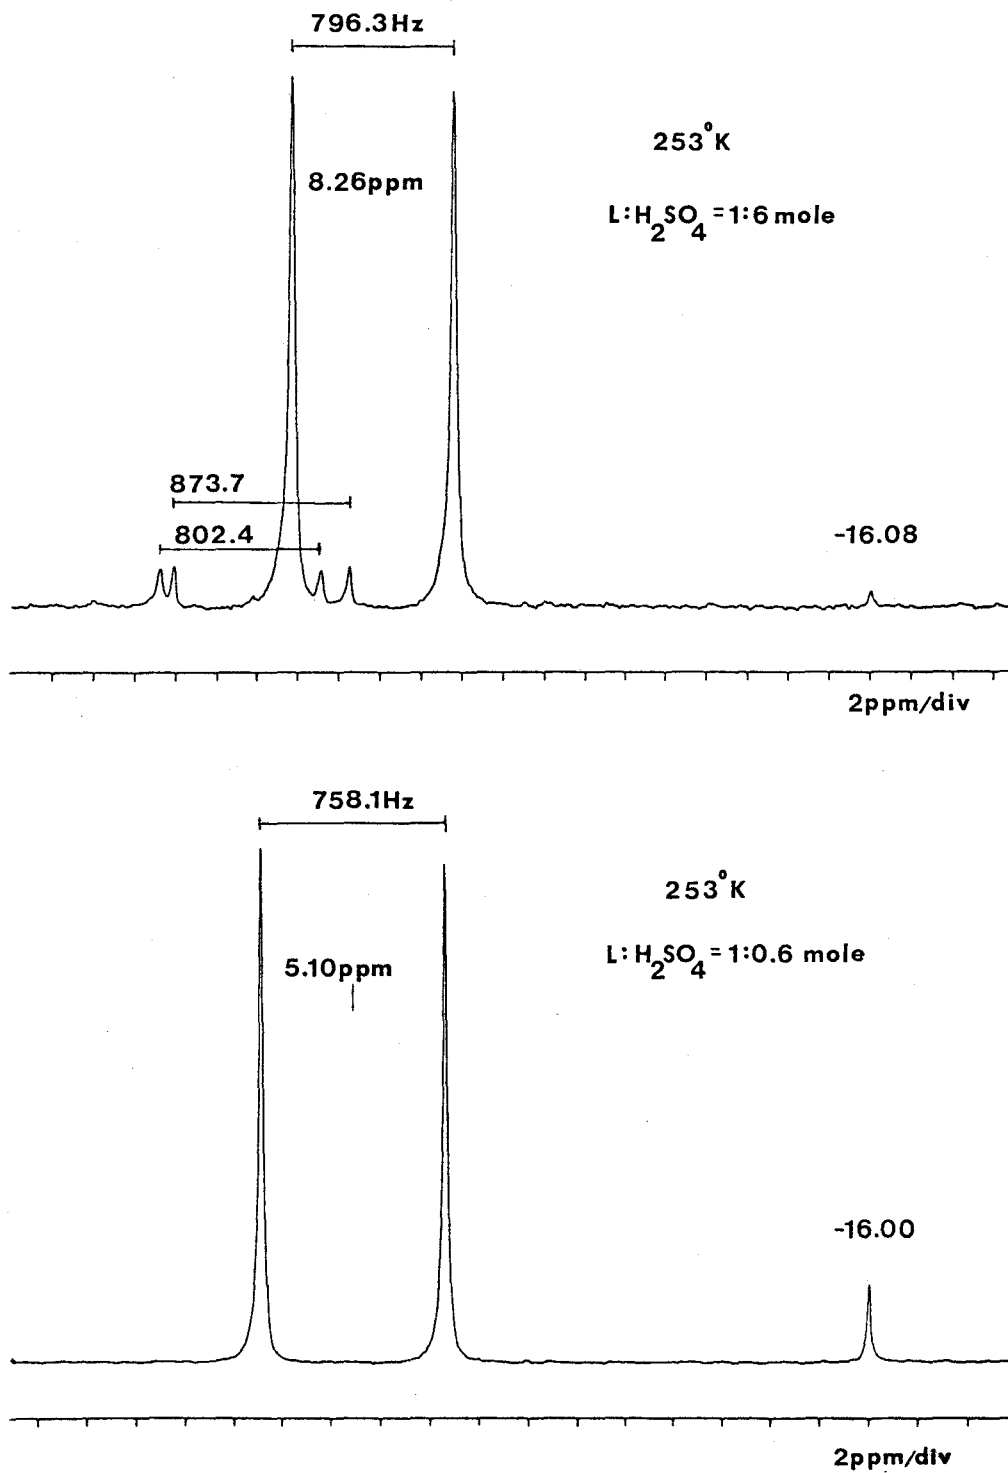 796.3Hz
253°K
8.26ppm
L:H2SO4=1:6 mole
873.7
802.4
-16.08
2ppm/div
758.1Hz
253°K
L:H2SO4=1:0.6 mole
5.10ppm
-16.00
2ppm/div